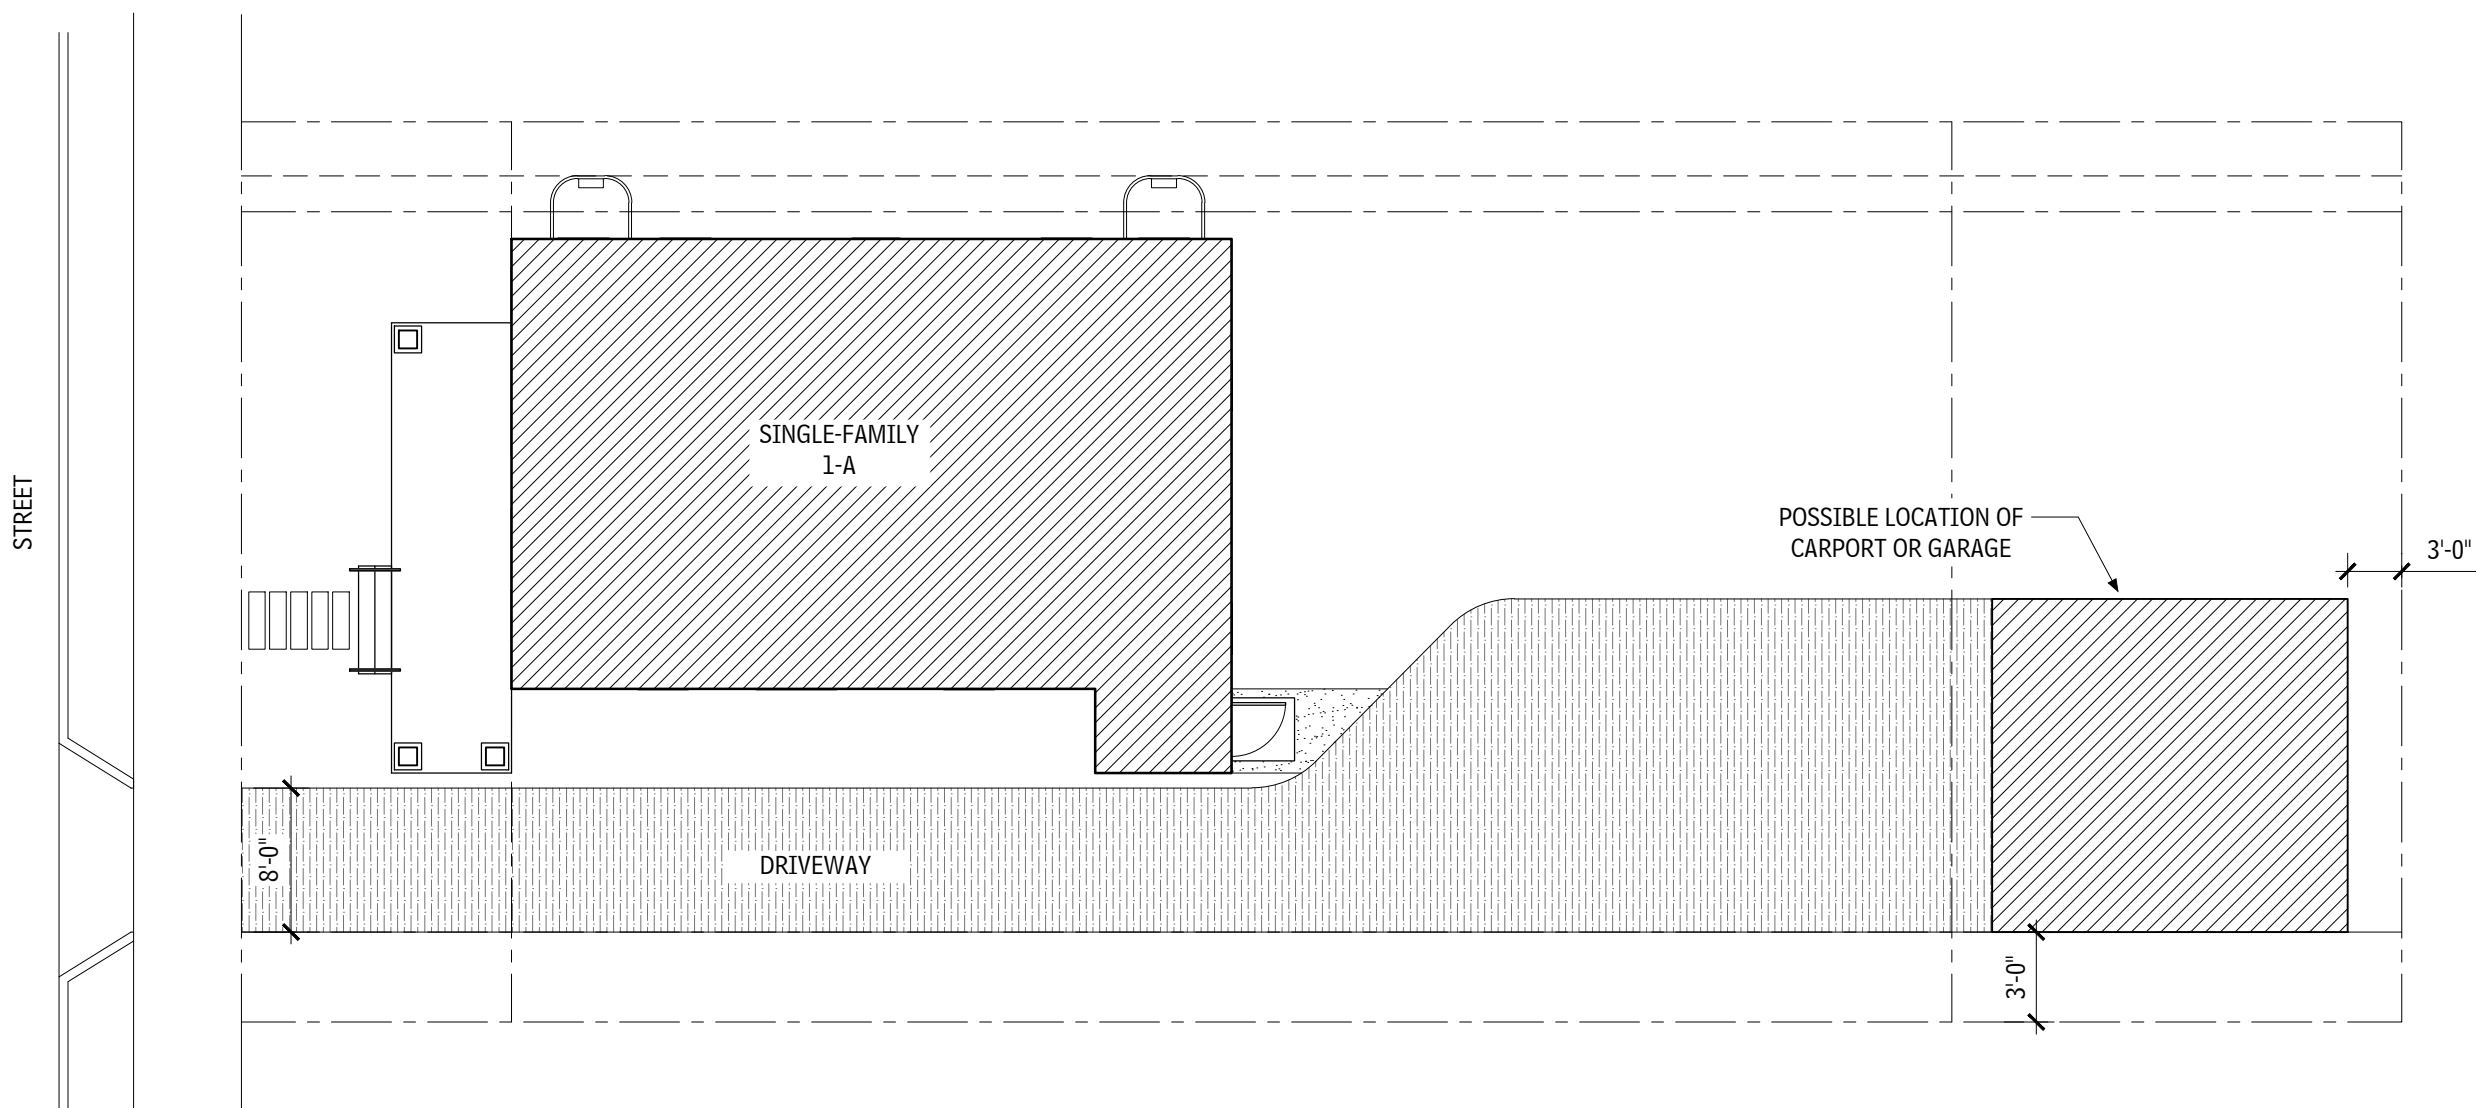 STREET
SINGLE-FAMILY
1-A
POSSIBLE LOCATION OF
CARPORT OR GARAGE
3'-0"
8'-0"
DRIVEWAY
3'-0"